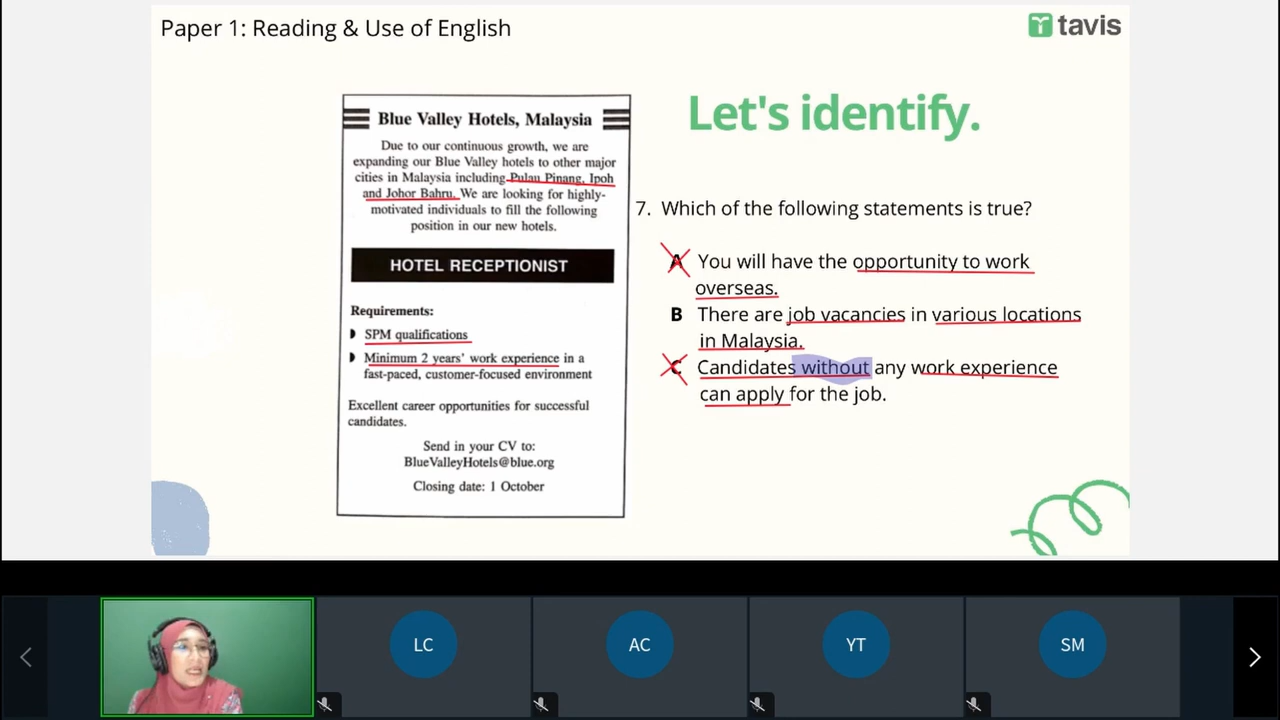 Paper 1: Reading & Use of English
tavis
Blue Valley Hotels, Malaysia
Due to our continuous growth, we are
expanding our Blue Valley hotels to other major
cities in Malaysia including Pulau Pinang, Ipoh
and Johor Bahru. We are looking for highly-
motivated individuals to fill the following
position in our new hotels.
HOTEL RECEPTIONIST
Requirements:
SPM qualifications
Minimum 2 years' work experience in a
fast-paced, customer-focused environment
Excellent career opportunities for successful
candidates.
Send in your CV to:
BlueValleyHotels@blue.org
Closing date: 1 October
Let's identify.
7. Which of the following statements is true?
A You will have the opportunity to work
overseas.
B There are job vacancies in various locations
in Malaysia.
C Candidates without any work experience
can apply for the job.
LC
AC
YT
SM